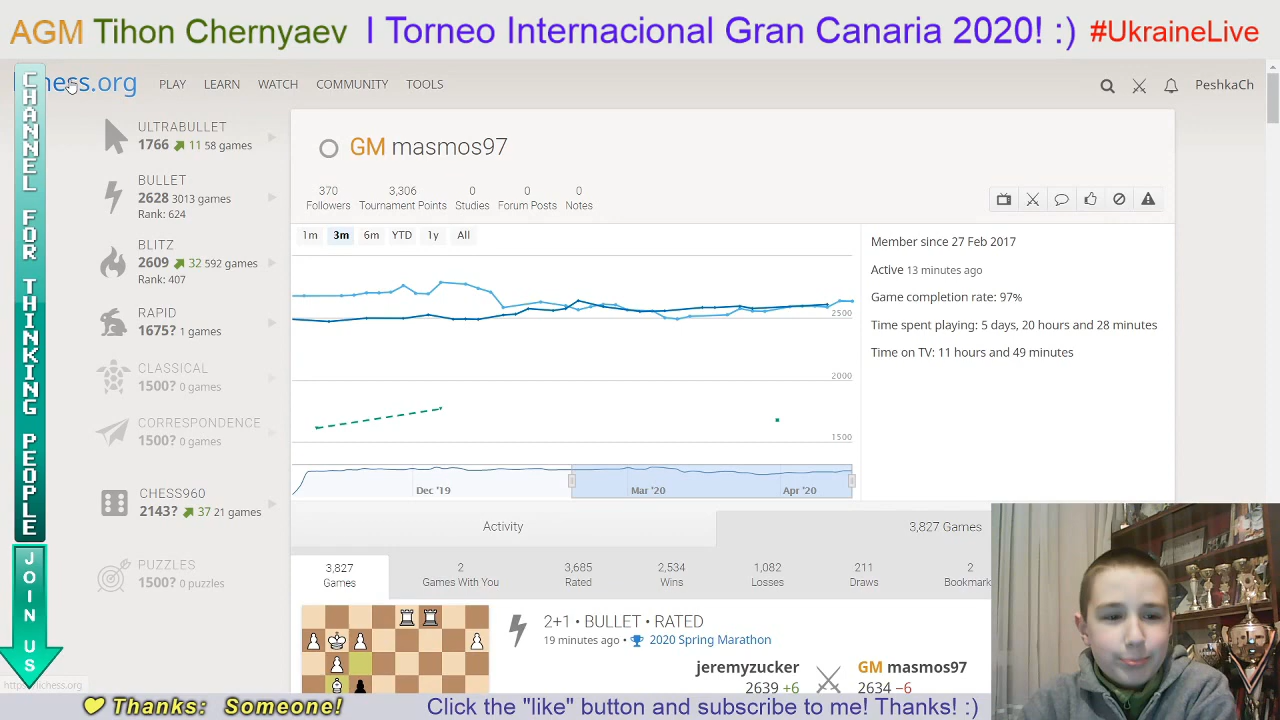 AGM Tihon Chernyaev I Torneo Internacional Gran Canaria 2020! :) #UkraineLive
hess.org PLAY LEARN WATCH COMMUNITY TOOLS PeshkaCh
CHANNEL FOR THINKING PEOPLE
JOIN US
ULTRABULLET
1766 11 58 games
BULLET
2628 3013 games
Rank: 624
BLITZ
2609 32 592 games
Rank: 407
RAPID
1675? 1 games
CLASSICAL
1500? 0 games
CORRESPONDENCE
1500? 0 games
CHESS960
2143? 37 21 games
PUZZLES
1500? 0 puzzles
GM masmos97
370 3,306 0 0 0
Followers Tournament Points Studies Forum Posts Notes
1m 3m 6m YTD 1y All
2500
2000
1500
Dec '19 Mar '20 Apr '20
Member since 27 Feb 2017
Active 13 minutes ago
Game completion rate: 97%
Time spent playing: 5 days, 20 hours and 28 minutes
Time on TV: 11 hours and 49 minutes
Activity 3,827 Games
3,827 2 3,685 2,534 1,082 211 2
Games Games With You Rated Wins Losses Draws Bookmark
2+1 • BULLET • RATED
19 minutes ago • 2020 Spring Marathon
jeremyzucker GM masmos97
2639 +6 2634 −6
https://lichess.org
Thanks: Someone! Click the "like" button and subscribe to me! Thanks! :)